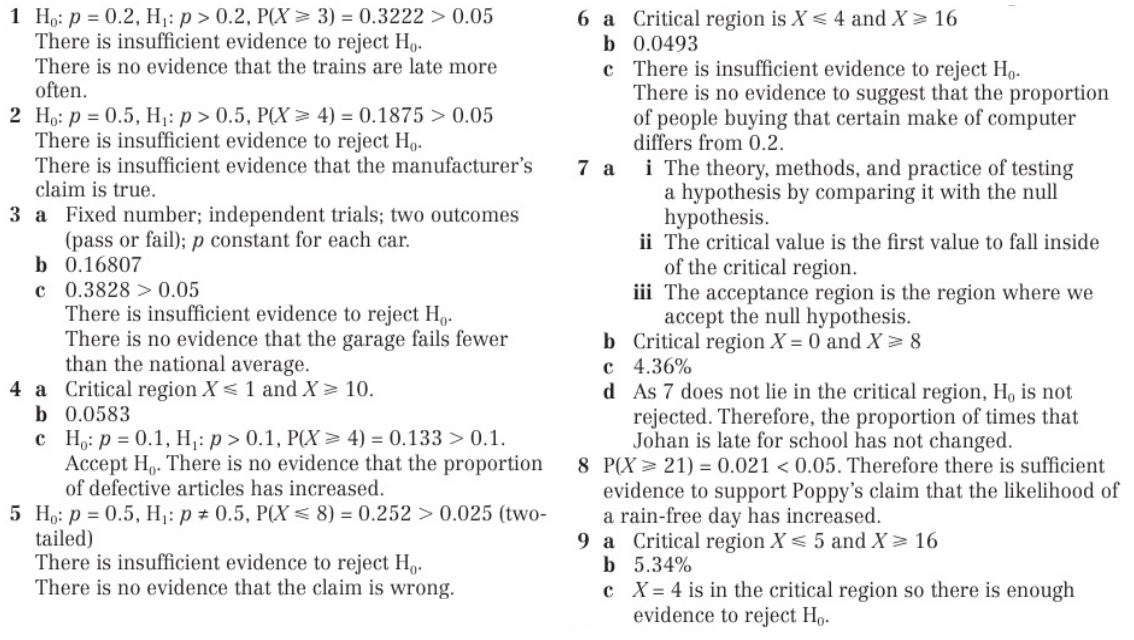 1 H₀: p = 0.2, H₁: p > 0.2, P(X ⩾ 3) = 0.3222 > 0.05
There is insufficient evidence to reject H₀.
There is no evidence that the trains are late more
often.
2 H₀: p = 0.5, H₁: p > 0.5, P(X ⩾ 4) = 0.1875 > 0.05
There is insufficient evidence to reject H₀.
There is insufficient evidence that the manufacturer's
claim is true.
3 a Fixed number; independent trials; two outcomes
(pass or fail); p constant for each car.
b 0.16807
c 0.3828 > 0.05
There is insufficient evidence to reject H₀.
There is no evidence that the garage fails fewer
than the national average.
4 a Critical region X ⩽ 1 and X ⩾ 10.
b 0.0583
c H₀: p = 0.1, H₁: p > 0.1, P(X ⩾ 4) = 0.133 > 0.1.
Accept H₀. There is no evidence that the proportion
of defective articles has increased.
5 H₀: p = 0.5, H₁: p ≠ 0.5, P(X ⩽ 8) = 0.252 > 0.025 (two-
tailed)
There is insufficient evidence to reject H₀.
There is no evidence that the claim is wrong.
6 a Critical region is X ⩽ 4 and X ⩾ 16
b 0.0493
c There is insufficient evidence to reject H₀.
There is no evidence to suggest that the proportion
of people buying that certain make of computer
differs from 0.2.
7 a i The theory, methods, and practice of testing
a hypothesis by comparing it with the null
hypothesis.
ii The critical value is the first value to fall inside
of the critical region.
iii The acceptance region is the region where we
accept the null hypothesis.
b Critical region X = 0 and X ⩾ 8
c 4.36%
d As 7 does not lie in the critical region, H₀ is not
rejected. Therefore, the proportion of times that
Johan is late for school has not changed.
8 P(X ⩾ 21) = 0.021 < 0.05. Therefore there is sufficient
evidence to support Poppy's claim that the likelihood of
a rain-free day has increased.
9 a Critical region X ⩽ 5 and X ⩾ 16
b 5.34%
c X = 4 is in the critical region so there is enough
evidence to reject H₀.